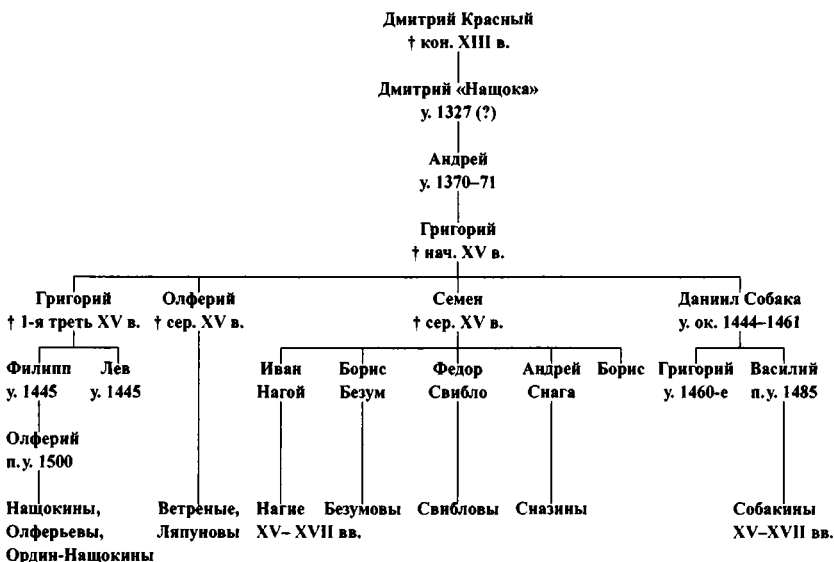 Дмитрий Красный
† кон. XIII в.
Дмитрий «Нащока»
у. 1327 (?)
Андрей
у. 1370–71
Григорий
† нач. XV в.
Григорий Олферий Семен Даниил Собака
† 1-я треть XV в. † сер. XV в. † сер. XV в. у. ок. 1444–1461
Филипп Лев Иван Борис Федор Андрей Борис Григорий Василий
у. 1445 у. 1445 Нагой Безум Свибло Снага у. 1460-е п.у. 1485
Олферий
п.у. 1500
Нащокины, Ветреные, Нагие Безумовы Свибловы Сназины Собакины
Олферьевы, Ляпуновы XV– XVII вв. XV–XVII вв.
Ордин-Нащокины